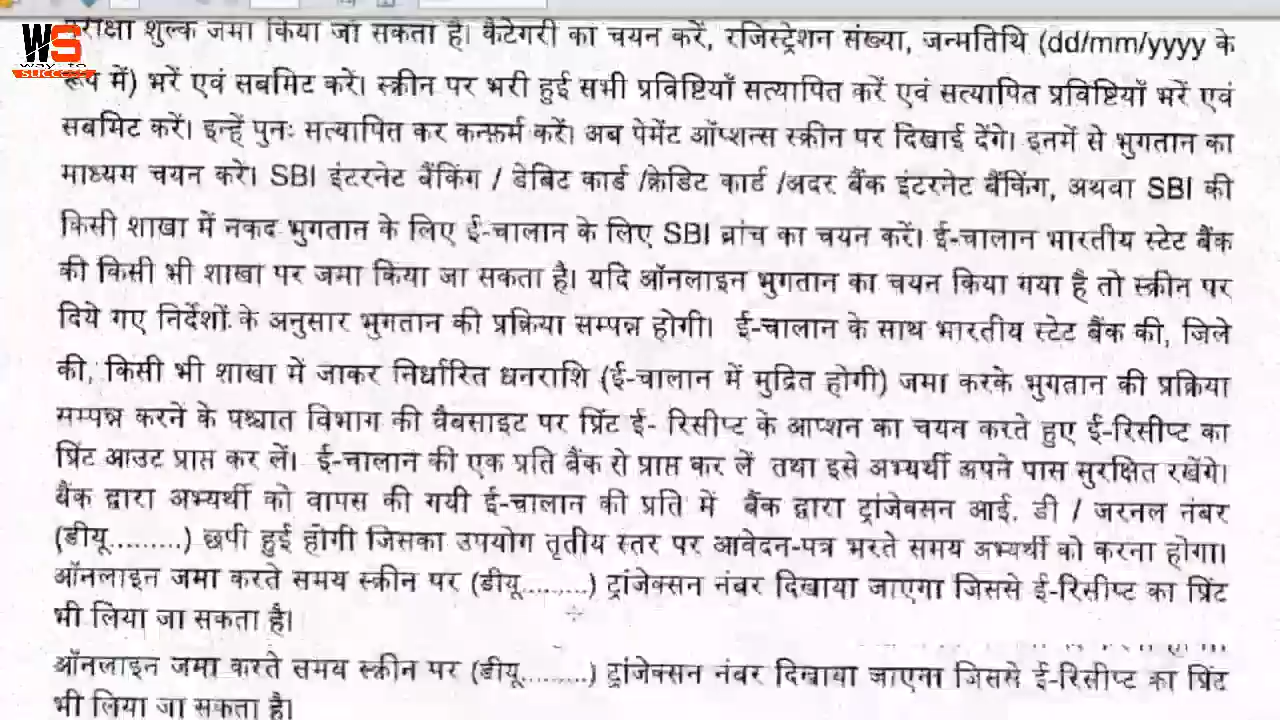 WS
way to
success
परीक्षा शुल्क जमा किया जा सकता है। कैटेगरी का चयन करें, रजिस्ट्रेशन संख्या, जन्मतिथि (dd/mm/yyyy के
रूप में) भरें एवं सबमिट करें। स्क्रीन पर भरी हुई सभी प्रविष्टियाँ सत्यापित करें एवं सत्यापित प्रविष्टियाँ भरें एवं
सबमिट करें। इन्हें पुनः सत्यापित कर कन्फर्म करें। अब पेमेंट ऑप्शन्स स्क्रीन पर दिखाई देंगे। इनमें से भुगतान का
माध्यम चयन करें। SBI इंटरनेट बैंकिंग / डेबिट कार्ड /क्रेडिट कार्ड /अदर बैंक इंटरनेट बैंकिंग, अथवा SBI की
किसी शाखा में नकद भुगतान के लिए ई-चालान के लिए SBI ब्रांच का चयन करें। ई-चालान भारतीय स्टेट बैंक
की किसी भी शाखा पर जमा किया जा सकता है। यदि ऑनलाइन भुगतान का चयन किया गया है तो स्क्रीन पर
दिये गए निर्देशों के अनुसार भुगतान की प्रक्रिया सम्पन्न होगी। ई-चालान के साथ भारतीय स्टेट बैंक की, जिले
की, किसी भी शाखा में जाकर निर्धारित धनराशि (ई-चालान में मुद्रित होगी) जमा करके भुगतान की प्रक्रिया
सम्पन्न करने के पश्चात विभाग की वैबसाइट पर प्रिंट ई- रिसीप्ट के आप्शन का चयन करते हुए ई-रिसीप्ट का
प्रिंट आउट प्राप्त कर लें। ई-चालान की एक प्रति बैंक से प्राप्त कर लें तथा इसे अभ्यर्थी अपने पास सुरक्षित रखेंगे।
बैंक द्वारा अभ्यर्थी को वापस की गयी ई-चालान की प्रति में बैंक द्वारा ट्रांजेक्सन आई. डी / जरनल नंबर
(डीयू.........) छपी हुई होगी जिसका उपयोग तृतीय स्तर पर आवेदन-पत्र भरते समय अभ्यर्थी को करना होगा।
ऑनलाइन जमा करते समय स्क्रीन पर (डीयू.........) ट्रांजेक्सन नंबर दिखाया जाएगा जिससे ई-रिसीप्ट का प्रिंट
भी लिया जा सकता है।
ऑनलाइन जमा करते समय स्क्रीन पर (डीयू.........) ट्रांजेक्सन नंबर दिखाया जाएगा जिससे ई-रिसीप्ट का प्रिंट
भी लिया जा सकता है।